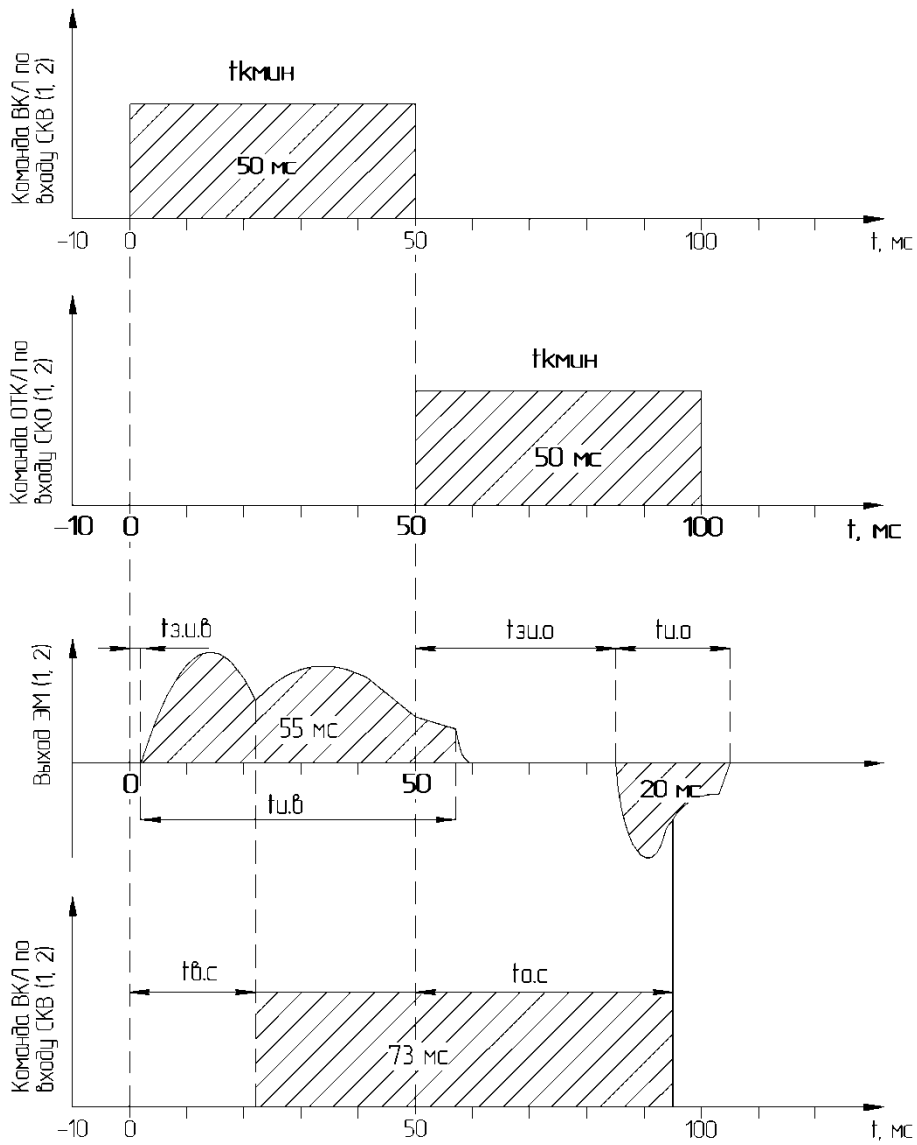 Команда ВКЛ по
входу СКВ (1, 2)
tкмин
50 мс
-10 0 50 100 t, мс
Команда ОТКЛ по
входу СКО (1, 2)
tкмин
50 мс
-10 0 50 100 t, мс
Выход ЭМ (1, 2)
tз.и.в tзи.о tи.о
55 мс
0 50
20 мс
tи.в
Команда ВКЛ по
входу СКВ (1, 2)
tв.с tо.с
73 мс
-10 0 50 100 t, мс